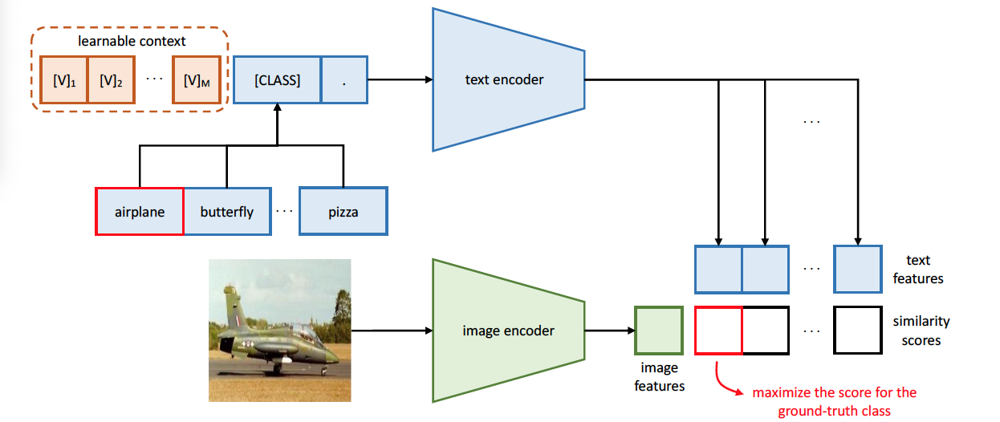 learnable context
[V]₁ [V]₂ ... [V]ᴍ [CLASS] .
text encoder
...
airplane butterfly ... pizza
... text
features
image encoder
... similarity
scores
image
features
maximize the score for the
ground-truth class